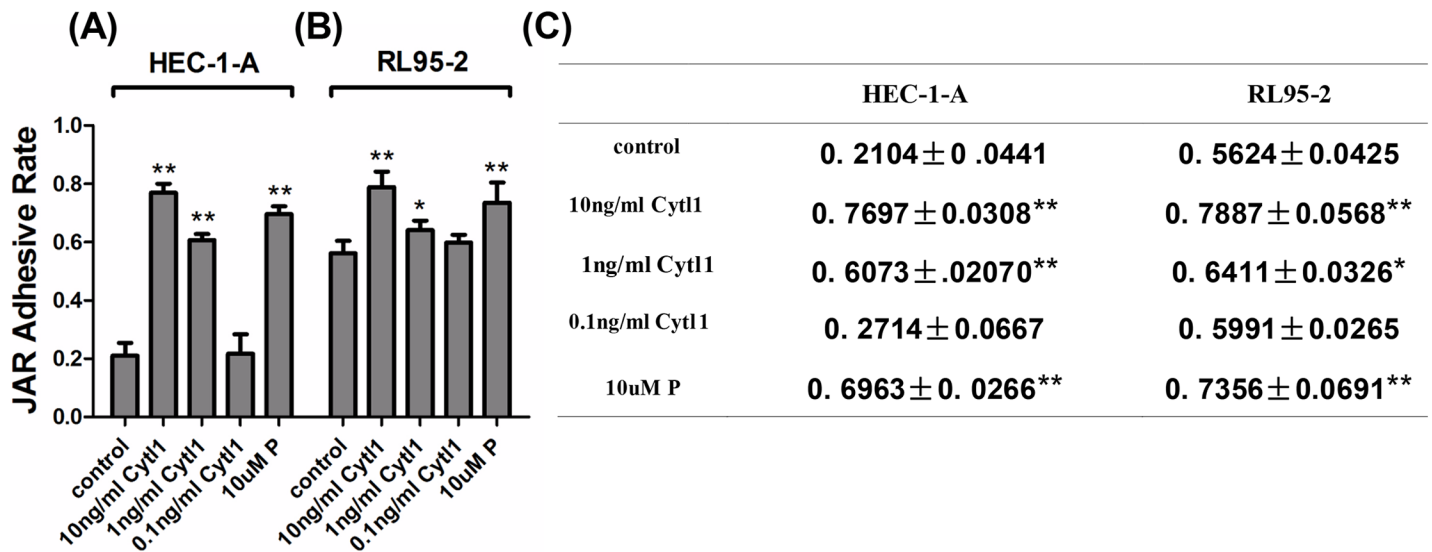 (A)
(B)
(C)
HEC-1-A
RL95-2
JAR Adhesive Rate
1.0
0.8
0.6
0.4
0.2
0.0
**
**
**
**
*
**
control
10ng/ml Cytl1
1ng/ml Cytl1
0.1ng/ml Cytl1
10uM P
control
10ng/ml Cytl1
1ng/ml Cytl1
0.1ng/ml Cytl1
10uM P
HEC-1-A RL95-2
control 0. 2104±0 .0441 0. 5624±0.0425
10ng/ml Cytl1 0. 7697±0.0308** 0. 7887±0.0568**
1ng/ml Cytl1 0. 6073±.02070** 0. 6411±0.0326*
0.1ng/ml Cytl1 0. 2714±0.0667 0. 5991±0.0265
10uM P 0. 6963±0. 0266** 0. 7356±0.0691**